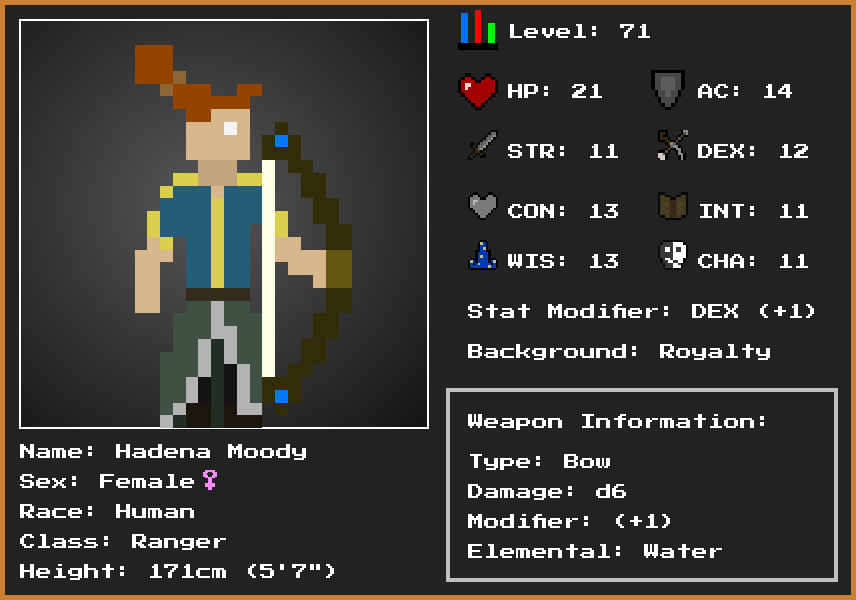 Level: 71
HP: 21 AC: 14
STR: 11 DEX: 12
CON: 13 INT: 11
WIS: 13 CHA: 11
Stat Modifier: DEX (+1)
Background: Royalty
Weapon Information:
Type: Bow
Damage: d6
Modifier: (+1)
Elemental: Water
Name: Hadena Moody
Sex: Female♀
Race: Human
Class: Ranger
Height: 171cm (5'7")